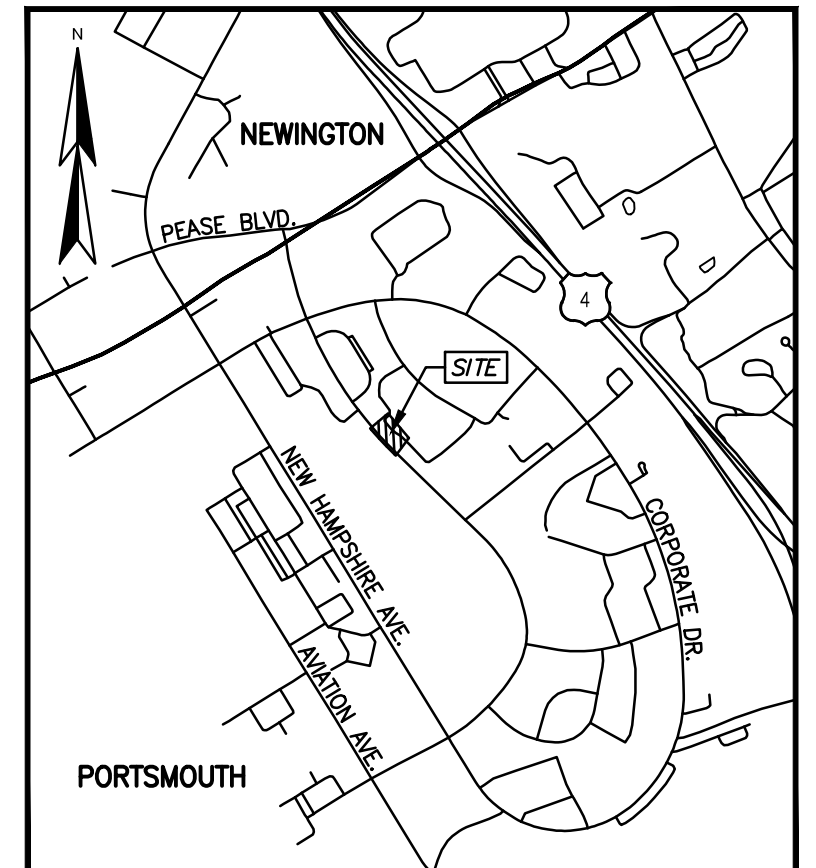 N
NEWINGTON
PEASE BLVD.
4
SITE
NEW HAMPSHIRE AVE.
CORPORATE DR.
AVIATION AVE.
PORTSMOUTH